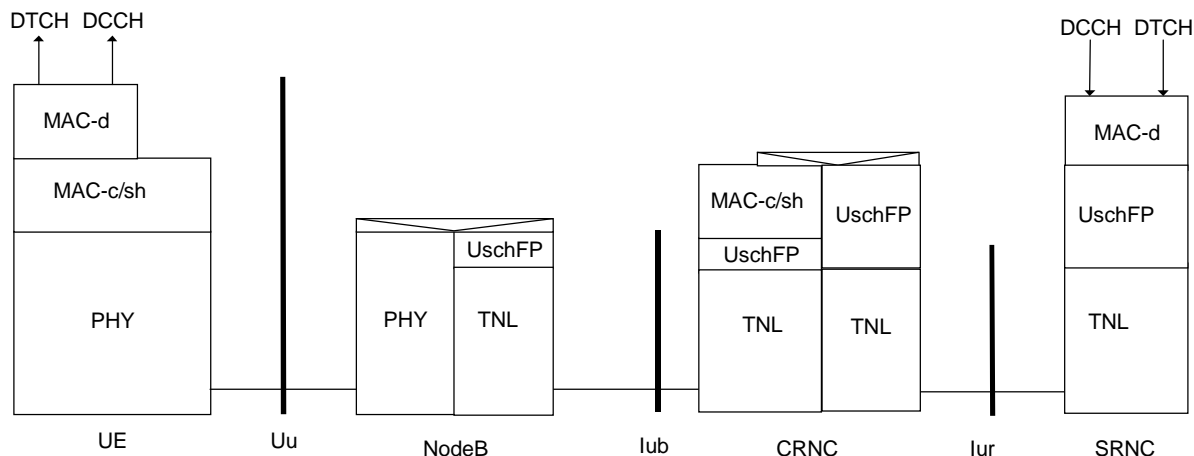 DTCH DCCH
DCCH DTCH
MAC-d
MAC-d
MAC-c/sh
MAC-c/sh
UschFP
UschFP
UschFP
UschFP
PHY
PHY
TNL
TNL
TNL
TNL
UE
Uu
NodeB
Iub
CRNC
Iur
SRNC